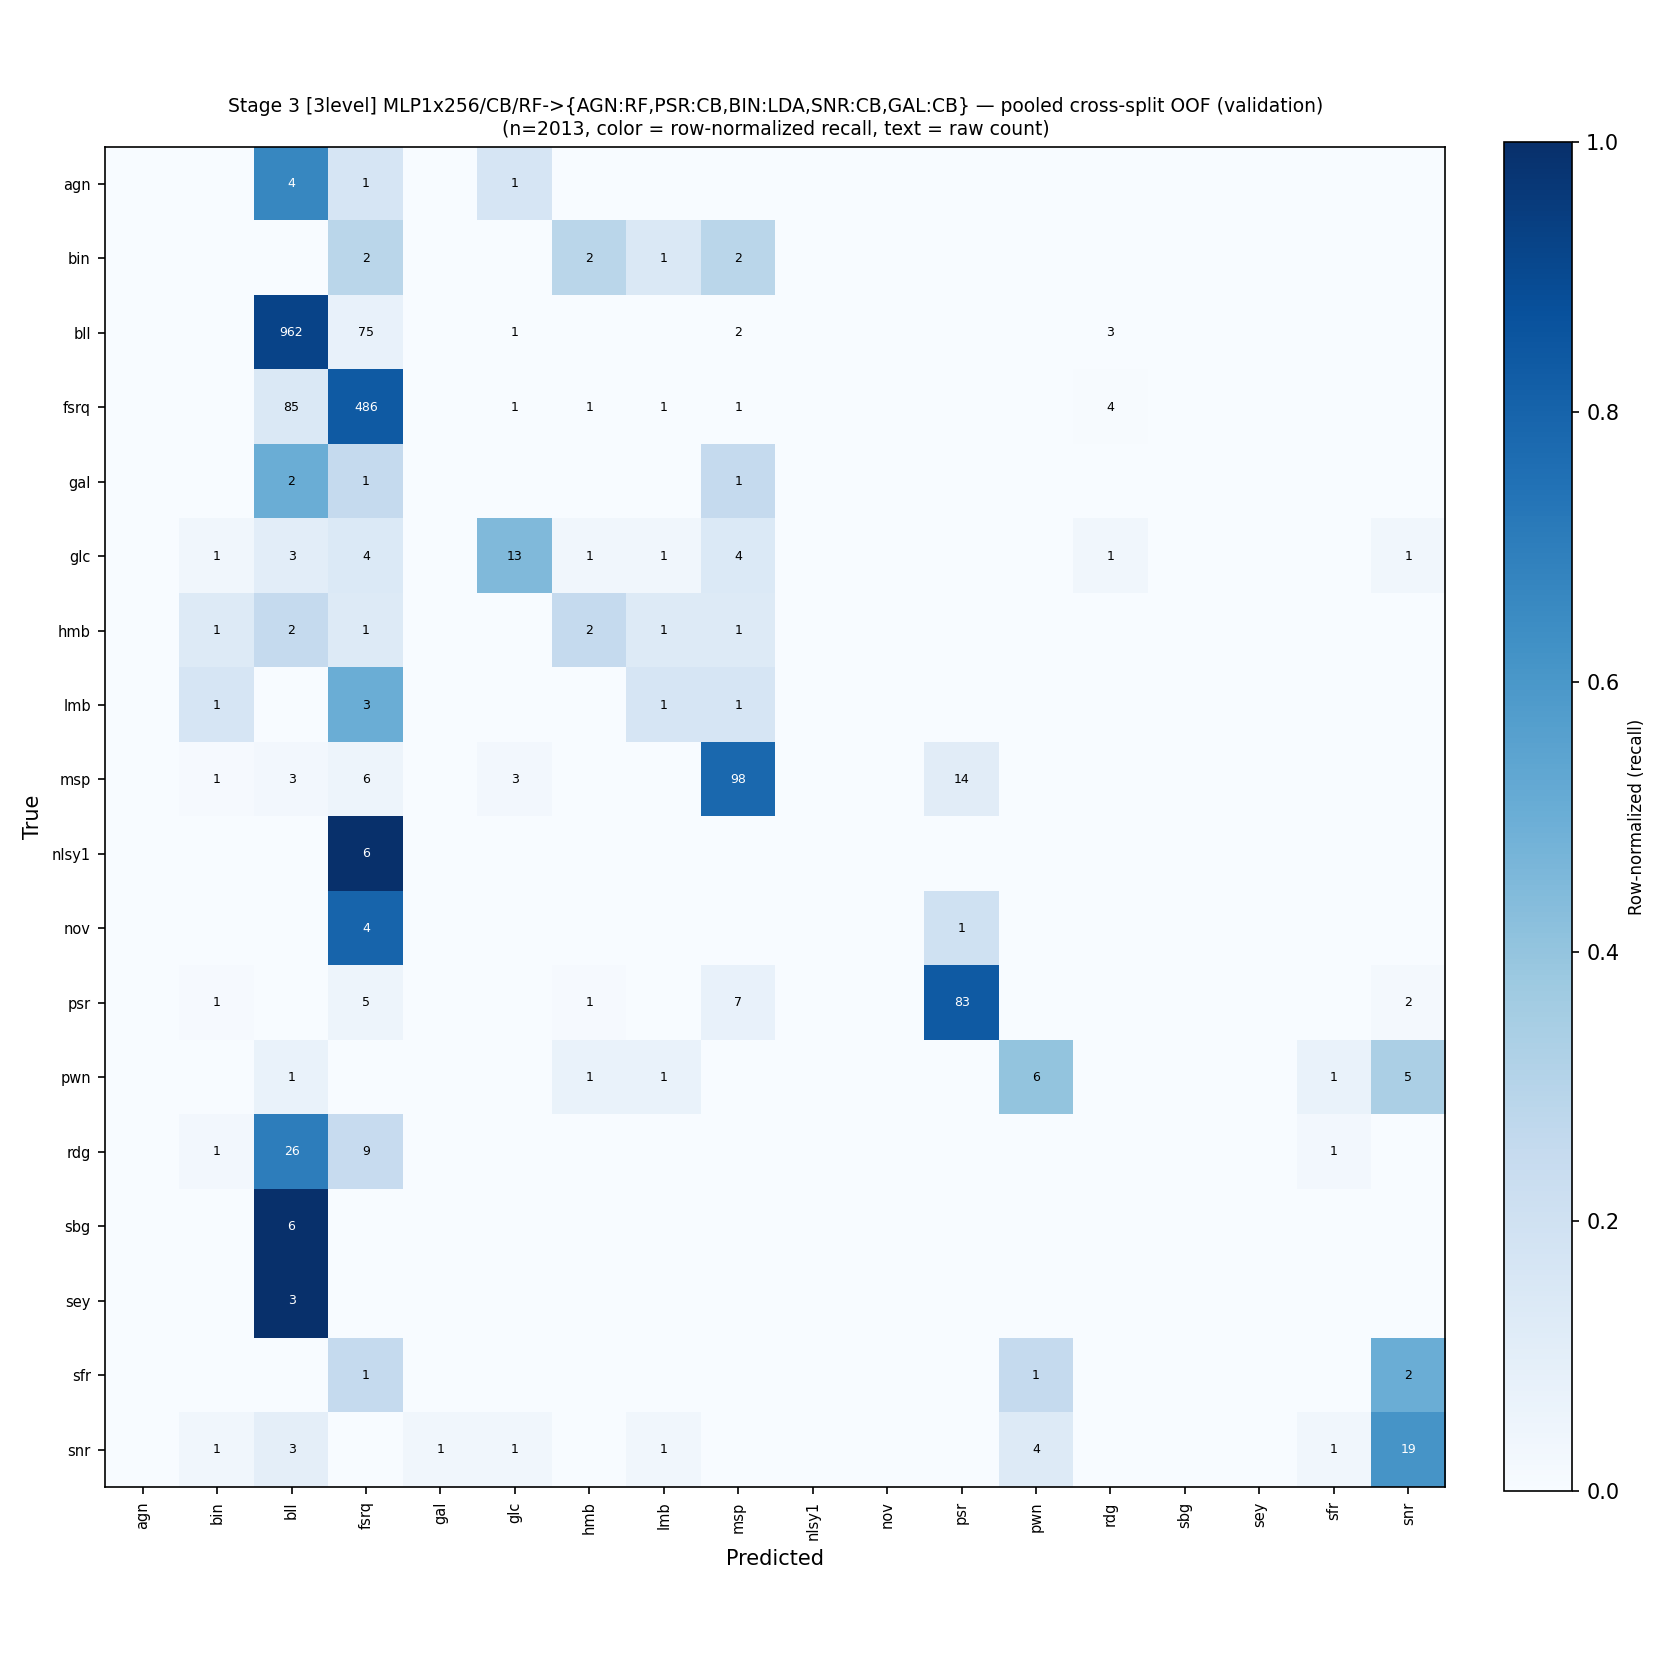 Stage 3 [3level] MLP1x256/CB/RF->{AGN:RF,PSR:CB,BIN:LDA,SNR:CB,GAL:CB} — pooled cross-split OOF (validation)
(n=2013, color = row-normalized recall, text = raw count)
agn 4 1 1
bin 2 2 1 2
bll 962 75 1 2 3
fsrq 85 486 1 1 1 1 4
gal 2 1 1
glc 1 3 4 13 1 1 4 1 1
hmb 1 2 1 2 1 1
lmb 1 3 1 1
msp 1 3 6 3 98 14
nlsy1 6
nov 4 1
psr 1 5 1 7 83 2
pwn 1 1 1 6 1 5
rdg 1 26 9 1
sbg 6
sey 3
sfr 1 1 2
snr 1 3 1 1 1 4 1 19
agn bin bll fsrq gal glc hmb lmb msp nlsy1 nov psr pwn rdg sbg sey sfr snr
Predicted
True
1.0
0.8
0.6
0.4
0.2
0.0
Row-normalized (recall)